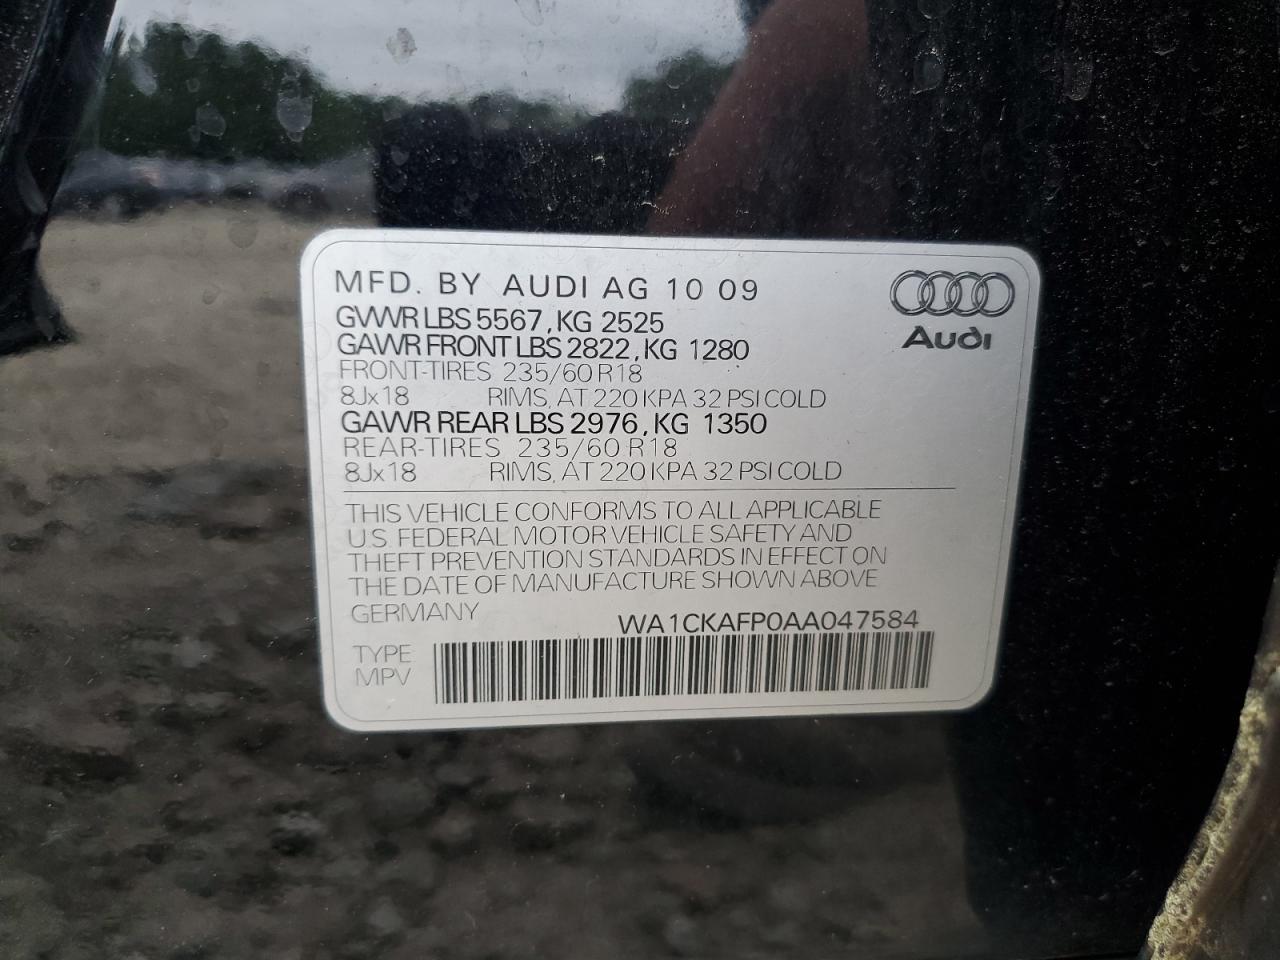 MFD. BY AUDI AG 10 09
GVWR LBS 5567, KG 2525
GAWR FRONT LBS 2822, KG 1280
FRONT-TIRES 235/60 R18
8Jx18 RIMS, AT 220 KPA 32 PSI COLD
GAWR REAR LBS 2976, KG 1350
REAR-TIRES 235/60 R18
8Jx18 RIMS, AT 220 KPA 32 PSI COLD
Audi
THIS VEHICLE CONFORMS TO ALL APPLICABLE
U.S FEDERAL MOTOR VEHICLE SAFETY AND
THEFT PREVENTION STANDARDS IN EFFECT ON
THE DATE OF MANUFACTURE SHOWN ABOVE
GERMANY WA1CKAFP0AA047584
TYPE
MPV